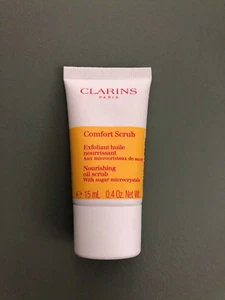 CLARINS
PARIS
Comfort Scrub
Exfoliant huile
nourrissant
Aux microcristaux de sucre
Nourishing
oil scrub
With sugar microcrystals
15 mL 0.4 Oz. Net Wt.